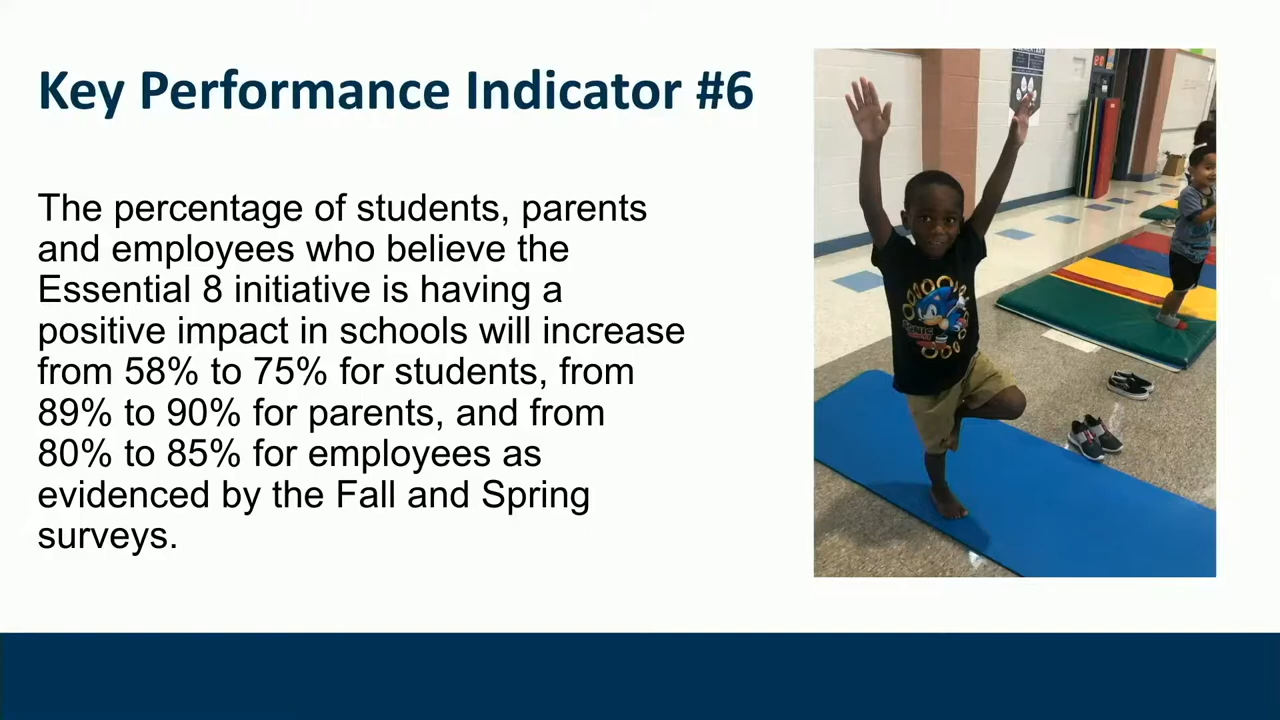 Key Performance Indicator #6
The percentage of students, parents
and employees who believe the
Essential 8 initiative is having a
positive impact in schools will increase
from 58% to 75% for students, from
89% to 90% for parents, and from
80% to 85% for employees as
evidenced by the Fall and Spring
surveys.